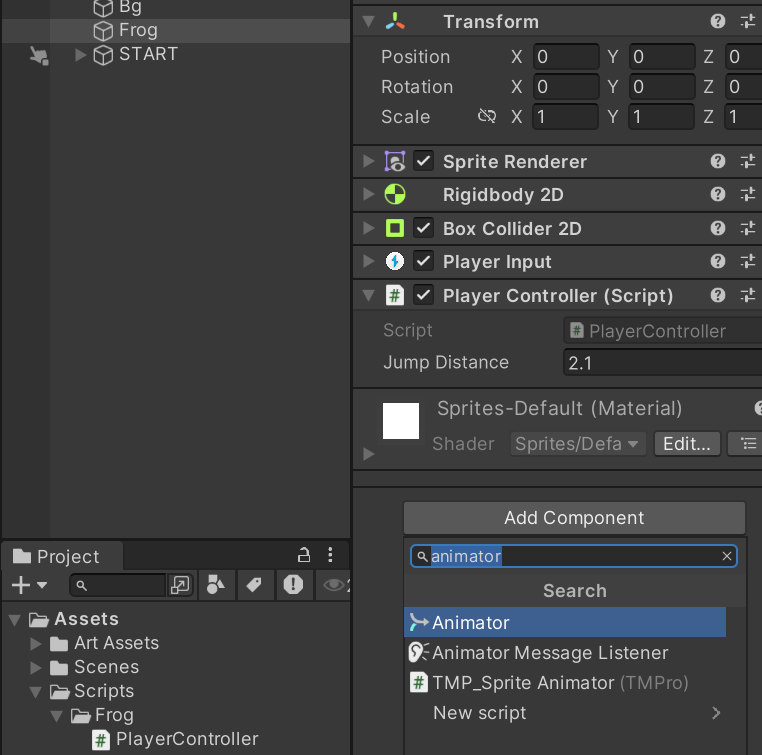 Bg
Frog
START
Transform
Position X 0 Y 0 Z 0
Rotation X 0 Y 0 Z 0
Scale X 1 Y 1 Z 1
Sprite Renderer
Rigidbody 2D
Box Collider 2D
Player Input
# Player Controller (Script)
Script # PlayerController
Jump Distance 2.1
Sprites-Default (Material)
Shader Sprites/Defa Edit...
Add Component
animator
Search
Animator
Animator Message Listener
# TMP_Sprite Animator (TMPro)
New script
Project
2
Assets
Art Assets
Scenes
Scripts
Frog
# PlayerController